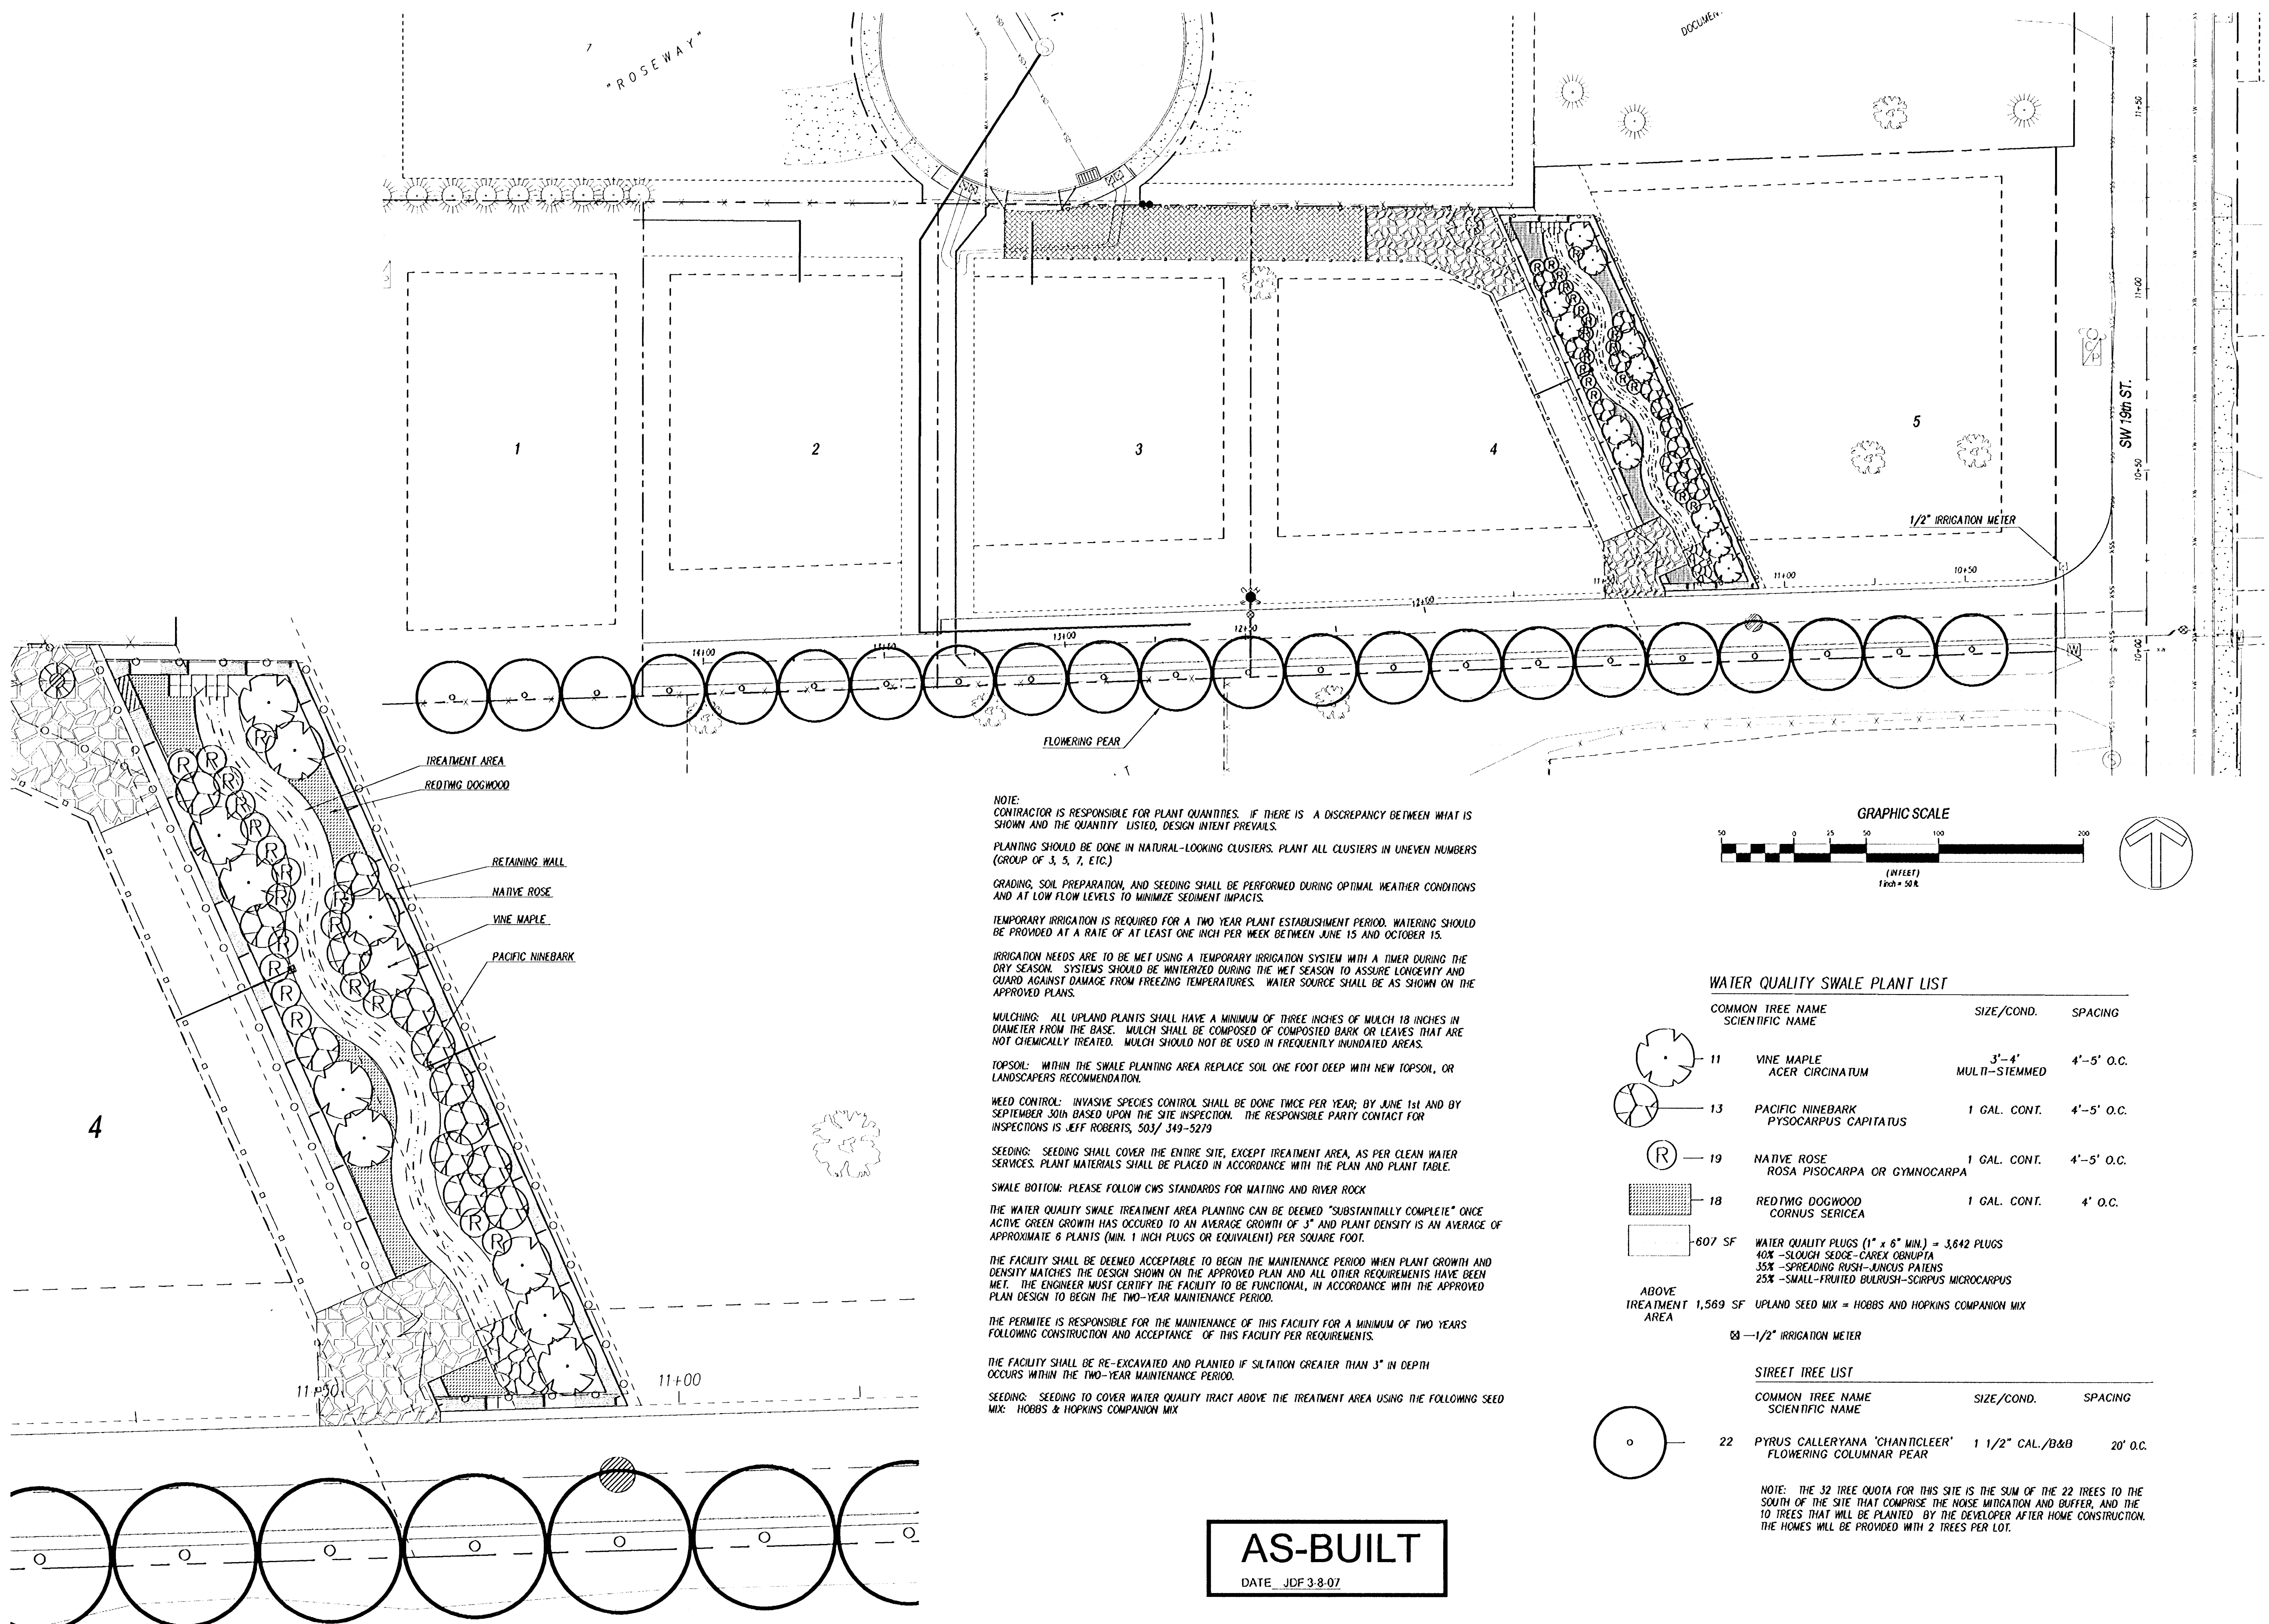 "ROSEWAY"
1
2
3
4
5
SW 19th ST.
11+50
11+00
10+50
10+00
1/2" IRRIGATION METER
11+00
10+50
12+00
12+50
13+00
14+00
FLOWERING PEAR
TREATMENT AREA
REDTWIG DOGWOOD
RETAINING WALL
NATIVE ROSE
VINE MAPLE
PACIFIC NINEBARK
4
11+50
11+00
NOTE:
CONTRACTOR IS RESPONSIBLE FOR PLANT QUANTITIES. IF THERE IS A DISCREPANCY BETWEEN WHAT IS
SHOWN AND THE QUANTITY LISTED, DESIGN INTENT PREVAILS.
PLANTING SHOULD BE DONE IN NATURAL-LOOKING CLUSTERS. PLANT ALL CLUSTERS IN UNEVEN NUMBERS
(GROUP OF 3, 5, 7, ETC.)
GRADING, SOIL PREPARATION, AND SEEDING SHALL BE PERFORMED DURING OPTIMAL WEATHER CONDITIONS
AND AT LOW FLOW LEVELS TO MINIMIZE SEDIMENT IMPACTS.
TEMPORARY IRRIGATION IS REQUIRED FOR A TWO YEAR PLANT ESTABLISHMENT PERIOD. WATERING SHOULD
BE PROVIDED AT A RATE OF AT LEAST ONE INCH PER WEEK BETWEEN JUNE 15 AND OCTOBER 15.
IRRIGATION NEEDS ARE TO BE MET USING A TEMPORARY IRRIGATION SYSTEM WITH A TIMER DURING THE
DRY SEASON. SYSTEMS SHOULD BE WINTERIZED DURING THE WET SEASON TO ASSURE LONGEVITY AND
GUARD AGAINST DAMAGE FROM FREEZING TEMPERATURES. WATER SOURCE SHALL BE AS SHOWN ON THE
APPROVED PLANS.
MULCHING: ALL UPLAND PLANTS SHALL HAVE A MINIMUM OF THREE INCHES OF MULCH 18 INCHES IN
DIAMETER FROM THE BASE. MULCH SHALL BE COMPOSED OF COMPOSTED BARK OR LEAVES THAT ARE
NOT CHEMICALLY TREATED. MULCH SHOULD NOT BE USED IN FREQUENTLY INUNDATED AREAS.
TOPSOIL: WITHIN THE SWALE PLANTING AREA REPLACE SOIL ONE FOOT DEEP WITH NEW TOPSOIL, OR
LANDSCAPERS RECOMMENDATION.
WEED CONTROL: INVASIVE SPECIES CONTROL SHALL BE DONE TWICE PER YEAR; BY JUNE 1st AND BY
SEPTEMBER 30th BASED UPON THE SITE INSPECTION. THE RESPONSIBLE PARTY CONTACT FOR
INSPECTIONS IS JEFF ROBERTS, 503/ 349-5279
SEEDING: SEEDING SHALL COVER THE ENTIRE SITE, EXCEPT TREATMENT AREA, AS PER CLEAN WATER
SERVICES. PLANT MATERIALS SHALL BE PLACED IN ACCORDANCE WITH THE PLAN AND PLANT TABLE.
SWALE BOTTOM: PLEASE FOLLOW CWS STANDARDS FOR MATTING AND RIVER ROCK
THE WATER QUALITY SWALE TREATMENT AREA PLANTING CAN BE DEEMED "SUBSTANTIALLY COMPLETE" ONCE
ACTIVE GREEN GROWTH HAS OCCURED TO AN AVERAGE GROWTH OF 3" AND PLANT DENSITY IS AN AVERAGE OF
APPROXIMATE 6 PLANTS (MIN. 1 INCH PLUGS OR EQUIVALENT) PER SQUARE FOOT.
THE FACILITY SHALL BE DEEMED ACCEPTABLE TO BEGIN THE MAINTENANCE PERIOD WHEN PLANT GROWTH AND
DENSITY MATCHES THE DESIGN SHOWN ON THE APPROVED PLAN AND ALL OTHER REQUIREMENTS HAVE BEEN
MET. THE ENGINEER MUST CERTIFY THE FACILITY TO BE FUNCTIONAL, IN ACCORDANCE WITH THE APPROVED
PLAN DESIGN TO BEGIN THE TWO-YEAR MAINTENANCE PERIOD.
THE PERMITEE IS RESPONSIBLE FOR THE MAINTENANCE OF THIS FACILITY FOR A MINIMUM OF TWO YEARS
FOLLOWING CONSTRUCTION AND ACCEPTANCE OF THIS FACILITY PER REQUIREMENTS.
THE FACILITY SHALL BE RE-EXCAVATED AND PLANTED IF SILTATION GREATER THAN 3" IN DEPTH
OCCURS WITHIN THE TWO-YEAR MAINTENANCE PERIOD.
SEEDING: SEEDING TO COVER WATER QUALITY TRACT ABOVE THE TREATMENT AREA USING THE FOLLOWING SEED
MIX: HOBBS & HOPKINS COMPANION MIX
GRAPHIC SCALE
50 0 25 50 100 200
(IN FEET)
1 inch = 50 ft.
WATER QUALITY SWALE PLANT LIST
COMMON TREE NAME SIZE/COND. SPACING
SCIENTIFIC NAME
11 VINE MAPLE 3'-4' 4'-5' O.C.
ACER CIRCINATUM MULTI-STEMMED
13 PACIFIC NINEBARK 1 GAL. CONT. 4'-5' O.C.
PYSOCARPUS CAPITATUS
R 19 NATIVE ROSE 1 GAL. CONT. 4'-5' O.C.
ROSA PISOCARPA OR GYMNOCARPA
18 REDTWIG DOGWOOD 1 GAL. CONT. 4' O.C.
CORNUS SERICEA
607 SF WATER QUALITY PLUGS (1" x 6" MIN.) = 3,642 PLUGS
40% -SLOUGH SEDGE-CAREX OBNUPTA
35% -SPREADING RUSH-JUNCUS PATENS
25% -SMALL-FRUITED BULRUSH-SCIRPUS MICROCARPUS
ABOVE
TREATMENT 1,569 SF UPLAND SEED MIX = HOBBS AND HOPKINS COMPANION MIX
AREA
1/2" IRRIGATION METER
STREET TREE LIST
COMMON TREE NAME SIZE/COND. SPACING
SCIENTIFIC NAME
22 PYRUS CALLERYANA 'CHANTICLEER' 1 1/2" CAL./B&B 20' O.C.
FLOWERING COLUMNAR PEAR
NOTE: THE 32 TREE QUOTA FOR THIS SITE IS THE SUM OF THE 22 TREES TO THE
SOUTH OF THE SITE THAT COMPRISE THE NOISE MITIGATION AND BUFFER, AND THE
10 TREES THAT WILL BE PLANTED BY THE DEVELOPER AFTER HOME CONSTRUCTION.
THE HOMES WILL BE PROVIDED WITH 2 TREES PER LOT.
AS-BUILT
DATE JDF 3-8-07